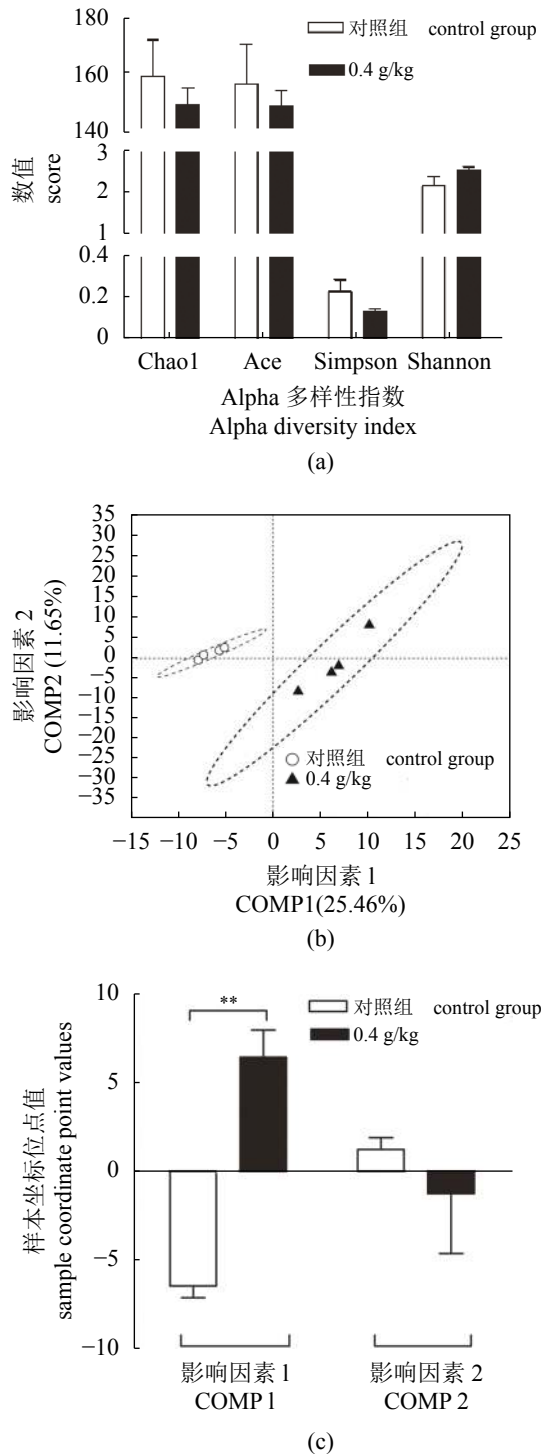 180
160
140
3
2
1
0.4
0.2
0
数值
score
对照组 control group
0.4 g/kg
Chao1 Ace Simpson Shannon
Alpha 多样性指数
Alpha diversity index
(a)
35
30
25
20
15
10
5
0
−5
−10
−15
−20
−25
−30
−35
影响因素 2
COMP2 (11.65%)
对照组 control group
0.4 g/kg
−15 −10 −5 0 5 10 15 20 25
影响因素 1
COMP1(25.46%)
(b)
10
5
0
−5
−10
样本坐标位点值
sample coordinate point values
**
对照组 control group
0.4 g/kg
影响因素 1 影响因素 2
COMP 1 COMP 2
(c)